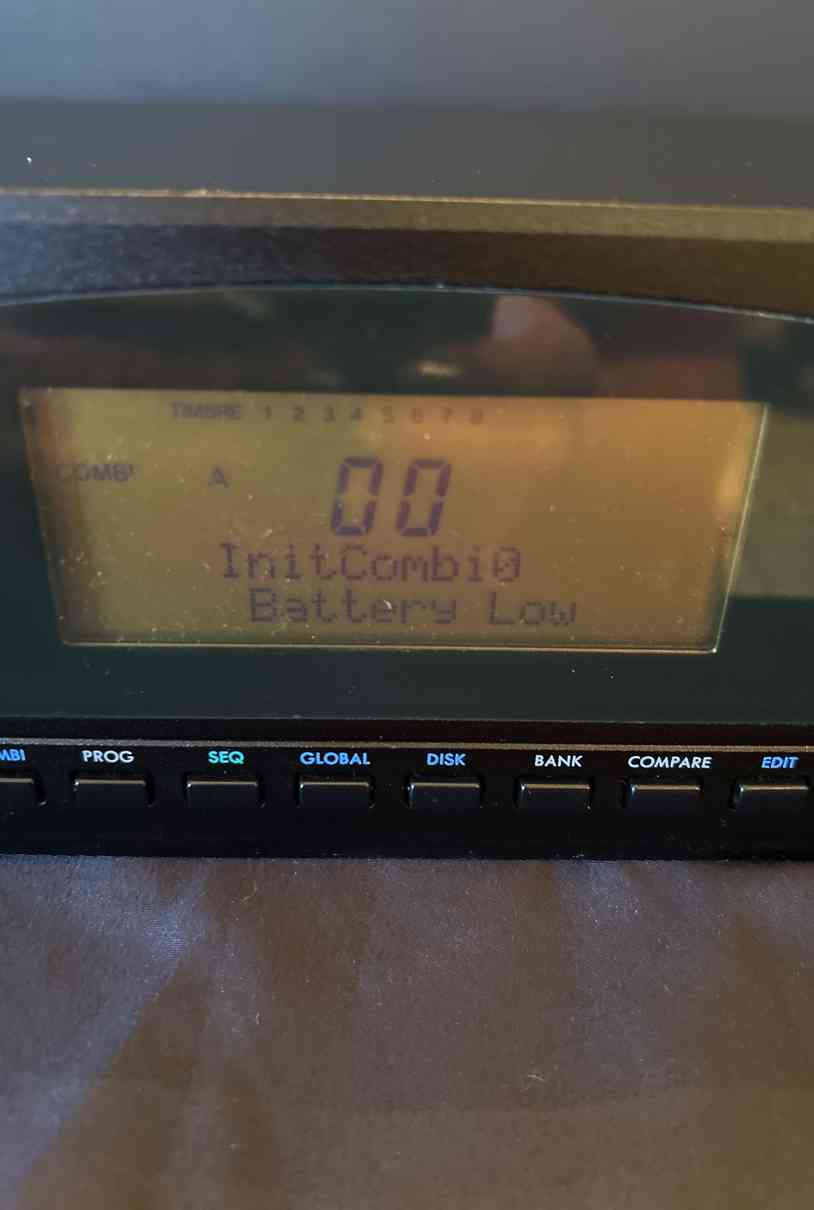 TIMBRE 1 2 3 4 5 6 7 8
COMBI A 00
InitCombi0
Battery Low
MBI PROG SEQ GLOBAL DISK BANK COMPARE EDIT